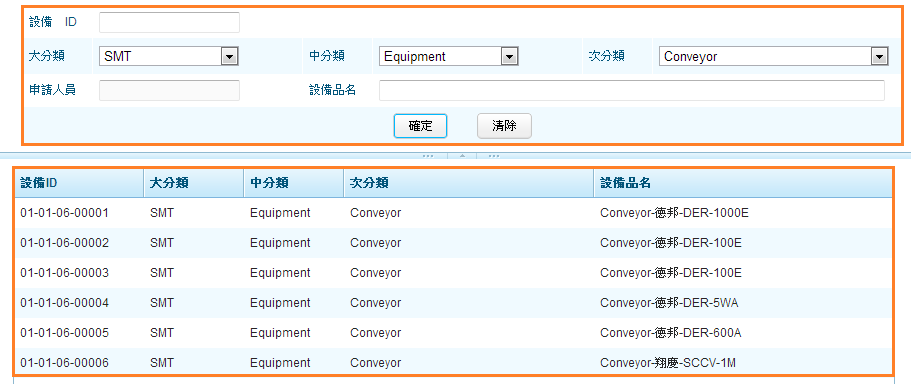 設備 ID
大分類 SMT 中分類 Equipment 次分類 Conveyor
申請人員 設備品名
確定 清除
設備ID 大分類 中分類 次分類 設備品名
01-01-06-00001 SMT Equipment Conveyor Conveyor-德邦-DER-1000E
01-01-06-00002 SMT Equipment Conveyor Conveyor-德邦-DER-100E
01-01-06-00003 SMT Equipment Conveyor Conveyor-德邦-DER-100E
01-01-06-00004 SMT Equipment Conveyor Conveyor-德邦-DER-5WA
01-01-06-00005 SMT Equipment Conveyor Conveyor-德邦-DER-600A
01-01-06-00006 SMT Equipment Conveyor Conveyor-翔慶-SCCV-1M